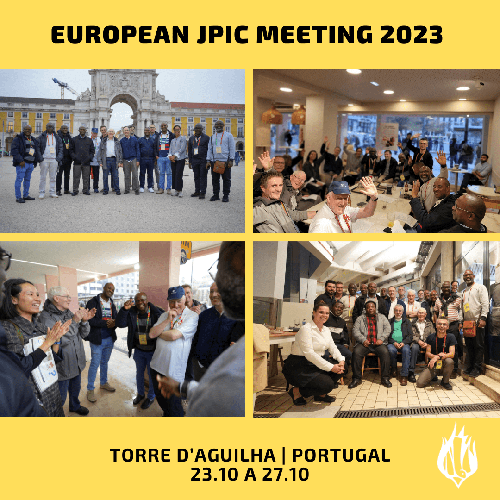 EUROPEAN JPIC MEETING 2023
TORRE D'AGUILHA | PORTUGAL
23.10 A 27.10